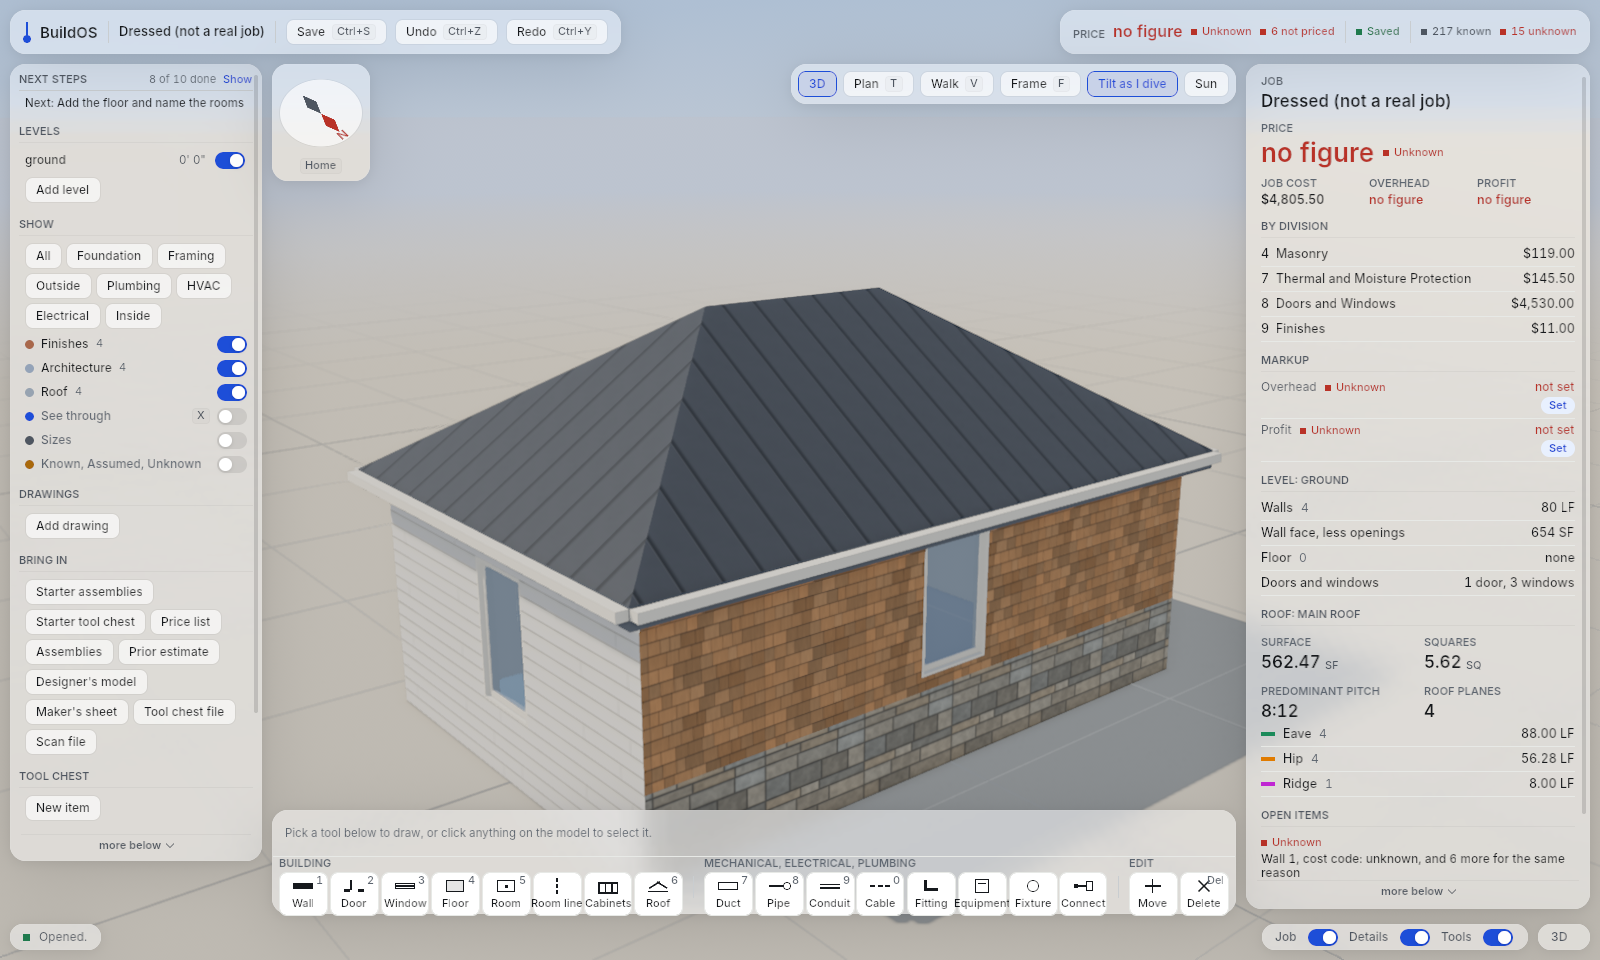 BuildOS
Dressed (not a real job)
Save Ctrl+S
Undo Ctrl+Z
Redo Ctrl+Y
PRICE no figure Unknown 6 not priced Saved 217 known 15 unknown
NEXT STEPS 8 of 10 done Show
Next: Add the floor and name the rooms
LEVELS
ground 0' 0"
Add level
SHOW
All Foundation Framing
Outside Plumbing HVAC
Electrical Inside
Finishes 4
Architecture 4
Roof 4
See through X
Sizes
Known, Assumed, Unknown
DRAWINGS
Add drawing
BRING IN
Starter assemblies
Starter tool chest Price list
Assemblies Prior estimate
Designer's model
Maker's sheet Tool chest file
Scan file
TOOL CHEST
New item
more below
Opened.
N
Home
3D Plan T Walk V Frame F Tilt as I dive Sun
Pick a tool below to draw, or click anything on the model to select it.
BUILDING
Wall 1 Door 2 Window 3 Floor 4 Room 5 Room line Cabinets Roof 6
MECHANICAL, ELECTRICAL, PLUMBING
Duct 7 Pipe 8 Conduit 9 Cable 0 Fitting Equipment Fixture Connect
EDIT
Move Delete Del
JOB
Dressed (not a real job)
PRICE
no figure Unknown
JOB COST OVERHEAD PROFIT
$4,805.50 no figure no figure
BY DIVISION
4 Masonry $119.00
7 Thermal and Moisture Protection $145.50
8 Doors and Windows $4,530.00
9 Finishes $11.00
MARKUP
Overhead Unknown not set
Set
Profit Unknown not set
Set
LEVEL: GROUND
Walls 4 80 LF
Wall face, less openings 654 SF
Floor 0 none
Doors and windows 1 door, 3 windows
ROOF: MAIN ROOF
SURFACE SQUARES
562.47 SF 5.62 SQ
PREDOMINANT PITCH ROOF PLANES
8:12 4
Eave 4 88.00 LF
Hip 4 56.28 LF
Ridge 1 8.00 LF
OPEN ITEMS
Unknown
Wall 1, cost code: unknown, and 6 more for the same
reason
more below
Job Details Tools 3D